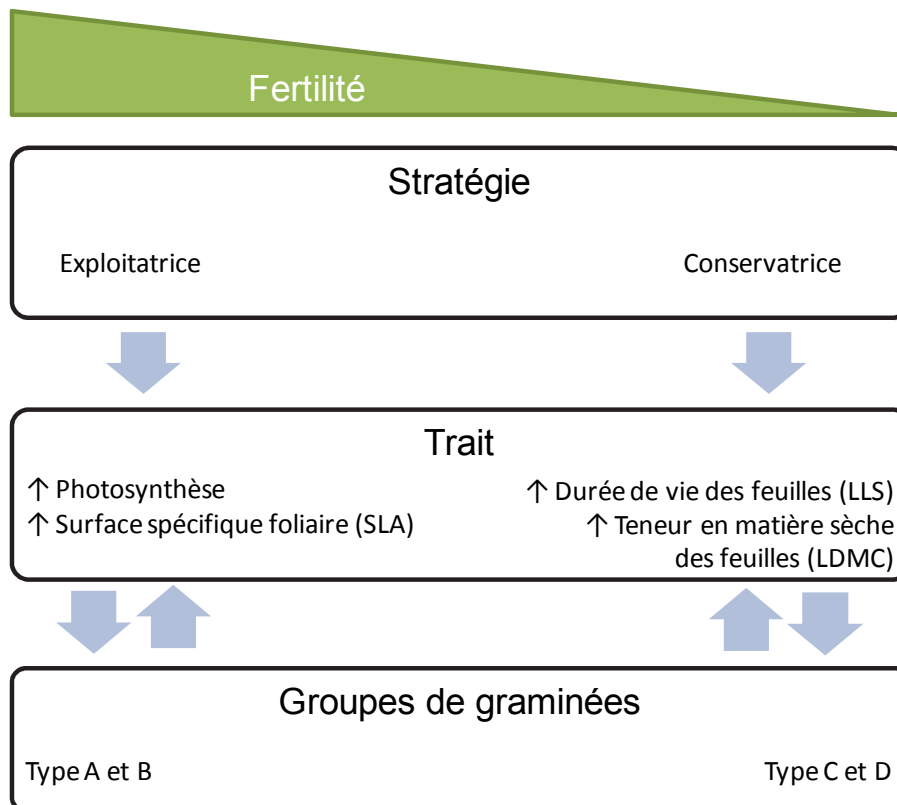 Fertilité
Stratégie
Exploitatrice
Conservatrice
Trait
↑ Photosynthèse
↑ Surface spécifique foliaire (SLA)
↑ Durée de vie des feuilles (LLS)
↑ Teneur en matière sèche
des feuilles (LDMC)
Groupes de graminées
Type A et B
Type C et D